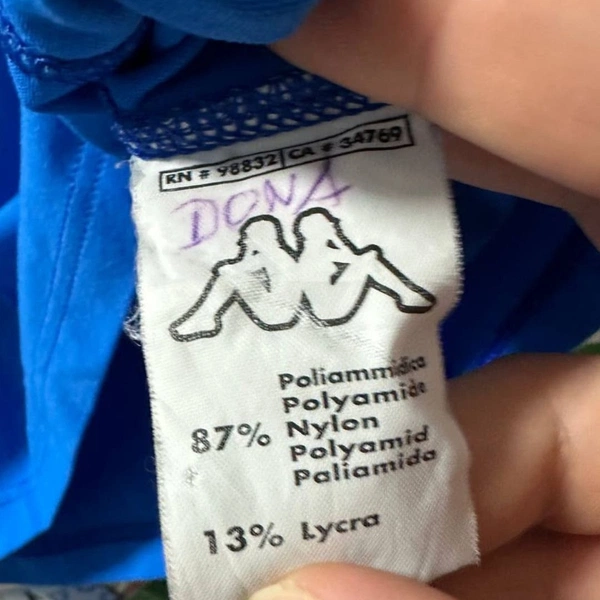 RN # 98832 CA # 34769
DONA
Poliammidica
Polyamide
87% Nylon
Polyamid
Paliamida
13% Lycra